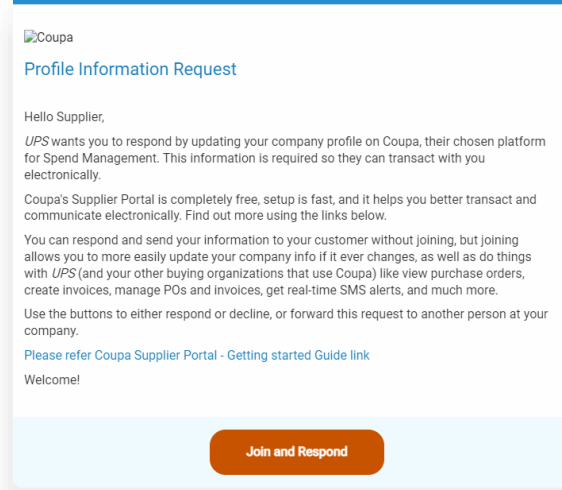 Coupa
Profile Information Request
Hello Supplier,
UPS wants you to respond by updating your company profile on Coupa, their chosen platform
for Spend Management. This information is required so they can transact with you
electronically.
Coupa's Supplier Portal is completely free, setup is fast, and it helps you better transact and
communicate electronically. Find out more using the links below.
You can respond and send your information to your customer without joining, but joining
allows you to more easily update your company info if it ever changes, as well as do things
with UPS (and your other buying organizations that use Coupa) like view purchase orders,
create invoices, manage POs and invoices, get real-time SMS alerts, and much more.
Use the buttons to either respond or decline, or forward this request to another person at your
company.
Please refer Coupa Supplier Portal - Getting started Guide link
Welcome!
Join and Respond